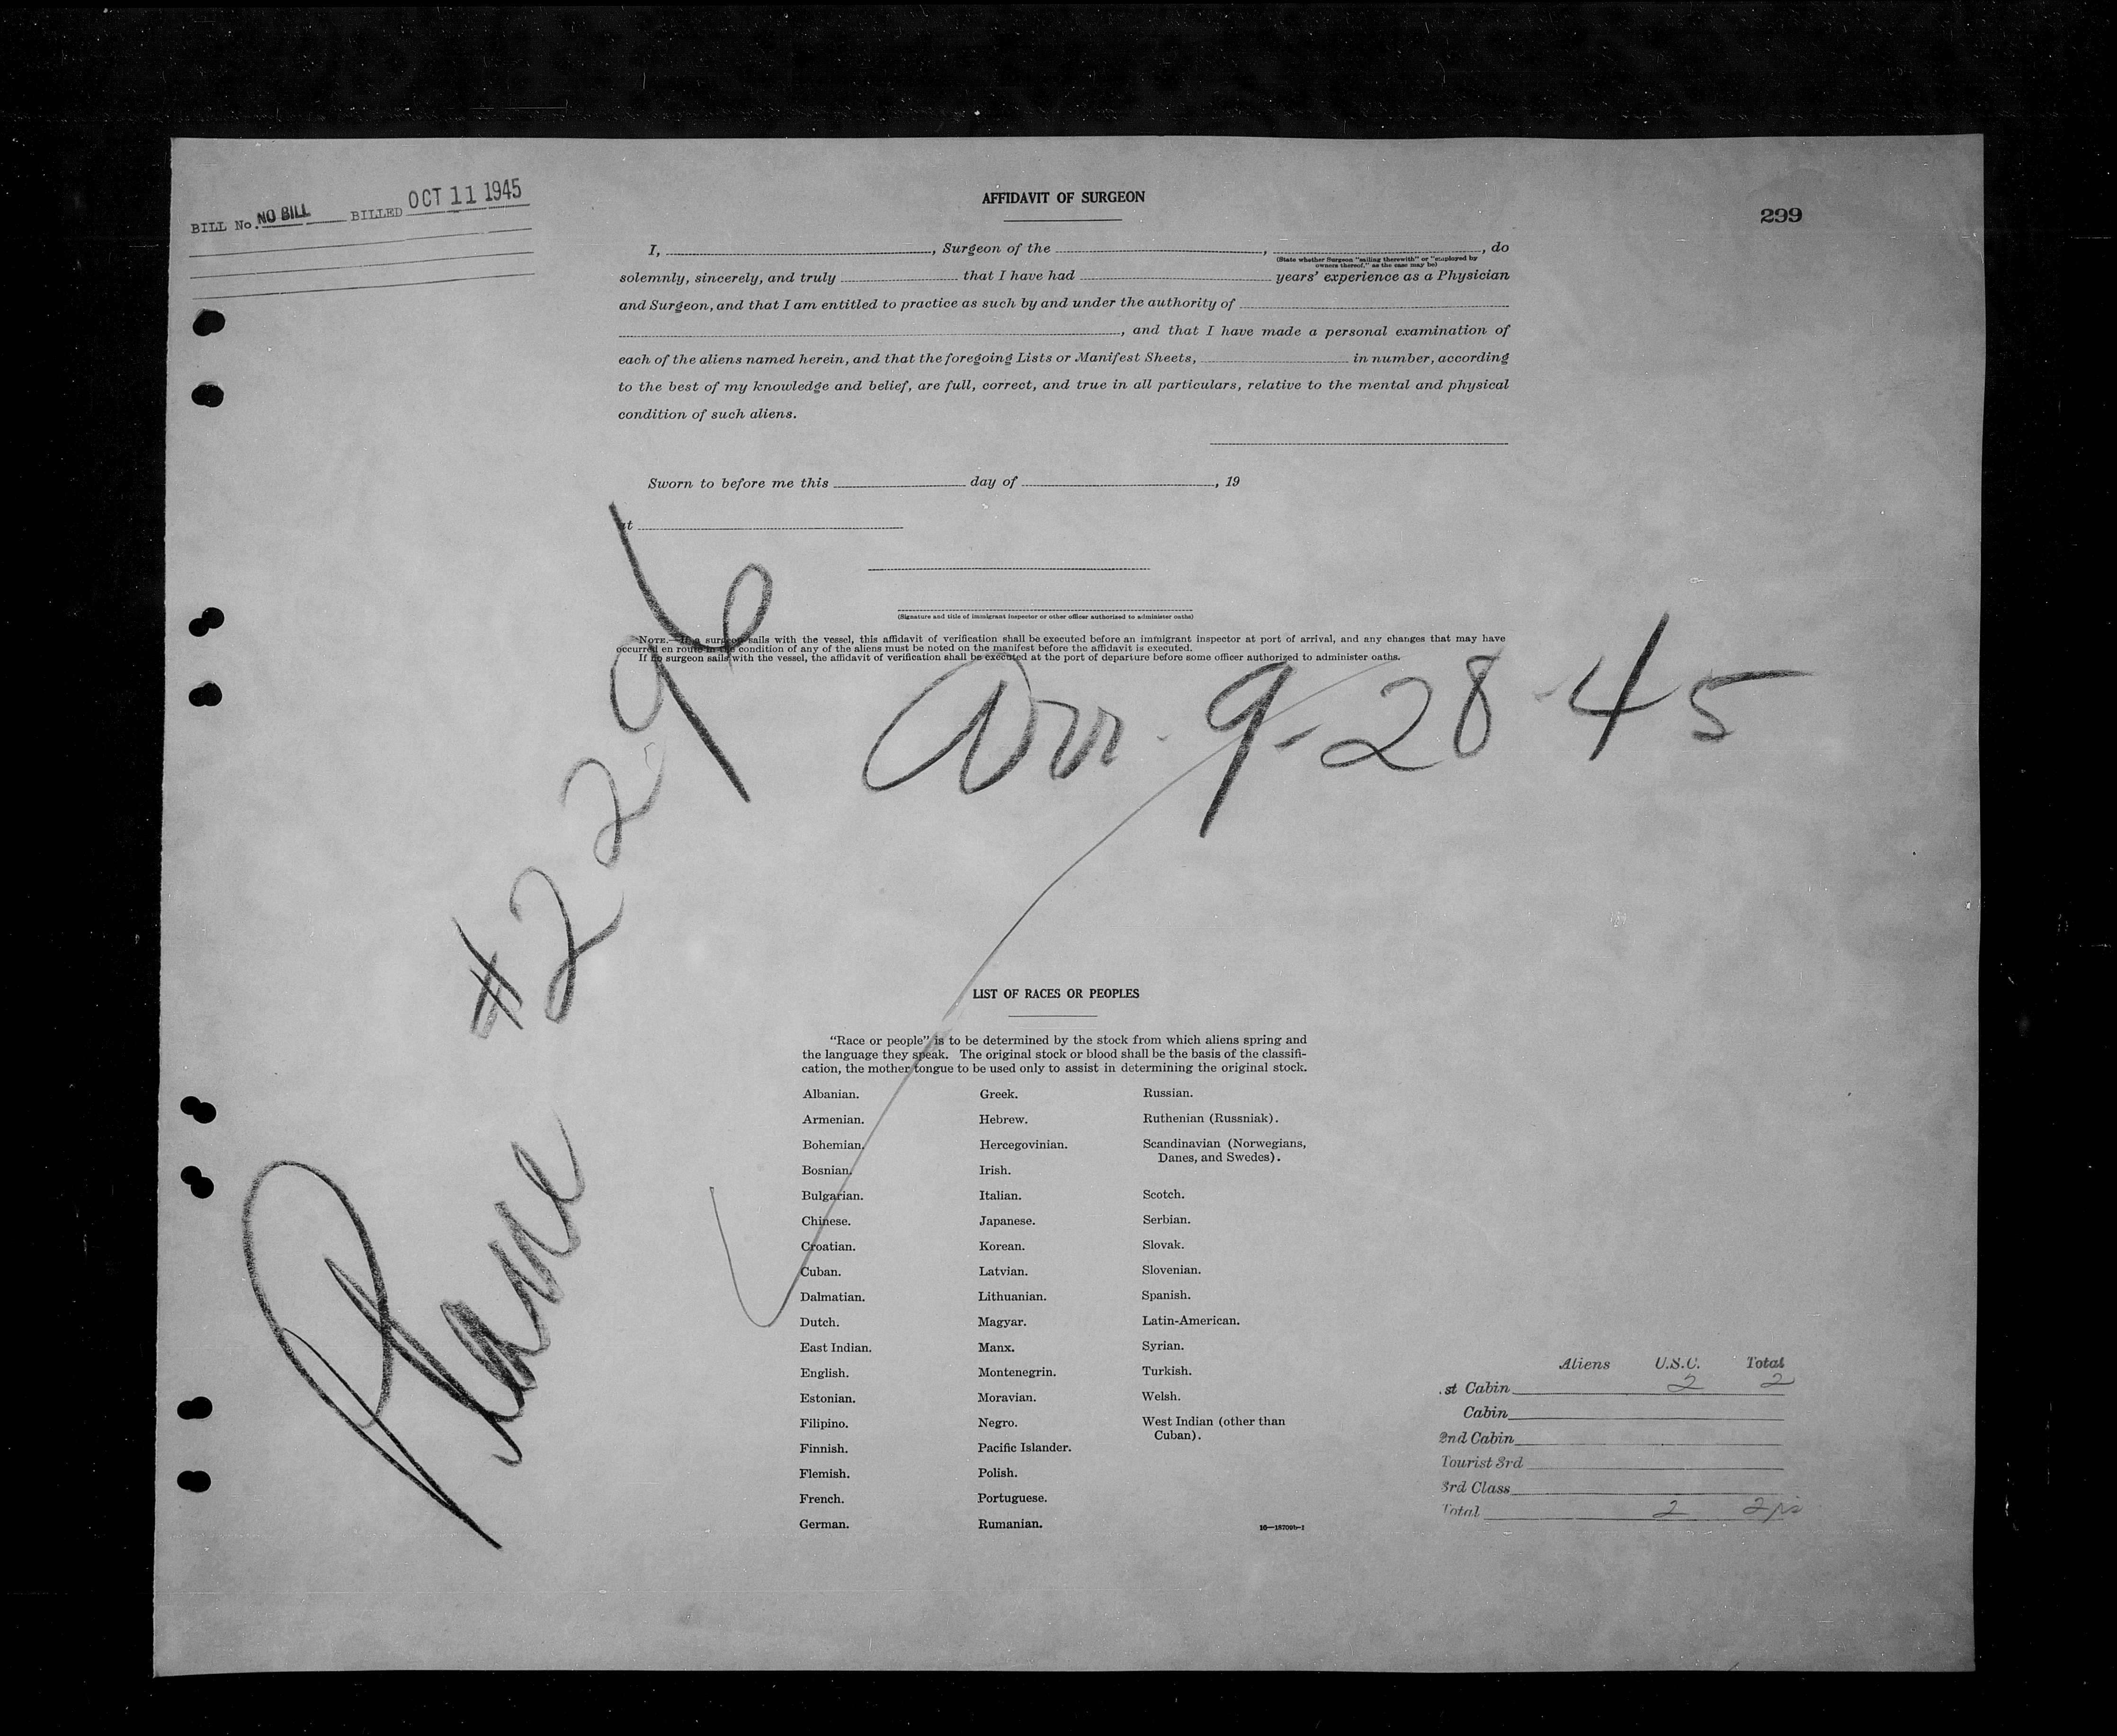 BILL No. NO BILL BILLED OCT 11 1945
AFFIDAVIT OF SURGEON
299
I, , Surgeon of the , , do
(State whether Surgeon "sailing therewith" or "employed by
owners thereof," as the case may be)
solemnly, sincerely, and truly that I have had years' experience as a Physician
and Surgeon, and that I am entitled to practice as such by and under the authority of
, and that I have made a personal examination of
each of the aliens named herein, and that the foregoing Lists or Manifest Sheets, in number, according
to the best of my knowledge and belief, are full, correct, and true in all particulars, relative to the mental and physical
condition of such aliens.
Sworn to before me this day of , 19
at
(Signature and title of immigrant inspector or other officer authorized to administer oaths)
NOTE.—If a surgeon sails with the vessel, this affidavit of verification shall be executed before an immigrant inspector at port of arrival, and any changes that may have
occurred en route in the condition of any of the aliens must be noted on the manifest before the affidavit is executed.
If no surgeon sails with the vessel, the affidavit of verification shall be executed at the port of departure before some officer authorized to administer oaths.
Arr. 9-28-45
Plane #229
LIST OF RACES OR PEOPLES
"Race or people" is to be determined by the stock from which aliens spring and
the language they speak. The original stock or blood shall be the basis of the classifi-
cation, the mother tongue to be used only to assist in determining the original stock.
Albanian.
Armenian.
Bohemian.
Bosnian.
Bulgarian.
Chinese.
Croatian.
Cuban.
Dalmatian.
Dutch.
East Indian.
English.
Estonian.
Filipino.
Finnish.
Flemish.
French.
German.
Greek.
Hebrew.
Hercegovinian.
Irish.
Italian.
Japanese.
Korean.
Latvian.
Lithuanian.
Magyar.
Manx.
Montenegrin.
Moravian.
Negro.
Pacific Islander.
Polish.
Portuguese.
Rumanian.
Russian.
Ruthenian (Russniak).
Scandinavian (Norwegians,
Danes, and Swedes).
Scotch.
Serbian.
Slovak.
Slovenian.
Spanish.
Latin-American.
Syrian.
Turkish.
Welsh.
West Indian (other than
Cuban).
Aliens U.S.C. Total
st Cabin 2 2
Cabin
2nd Cabin
Tourist 3rd
3rd Class
Total 2 2